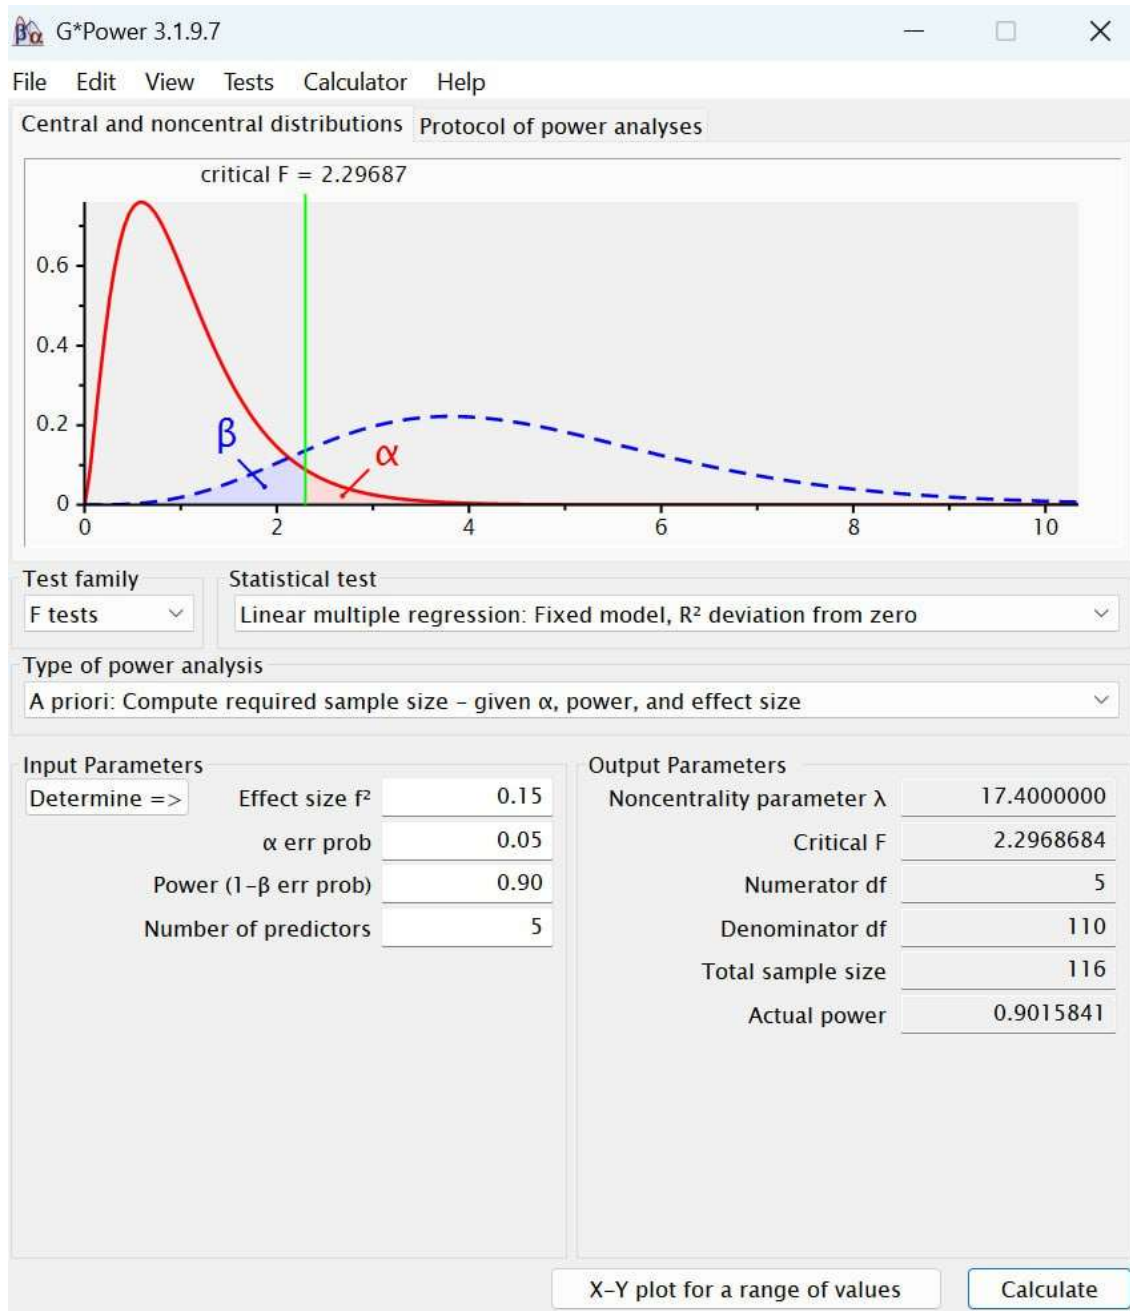 G*Power 3.1.9.7
File Edit View Tests Calculator Help
Central and noncentral distributions Protocol of power analyses
critical F = 2.29687
0.6
0.4
0.2
0
β
α
0 2 4 6 8 10
Test family Statistical test
F tests Linear multiple regression: Fixed model, R² deviation from zero
Type of power analysis
A priori: Compute required sample size – given α, power, and effect size
Input Parameters Output Parameters
Determine => Effect size f² 0.15 Noncentrality parameter λ 17.4000000
α err prob 0.05 Critical F 2.2968684
Power (1–β err prob) 0.90 Numerator df 5
Number of predictors 5 Denominator df 110
Total sample size 116
Actual power 0.9015841
X–Y plot for a range of values Calculate